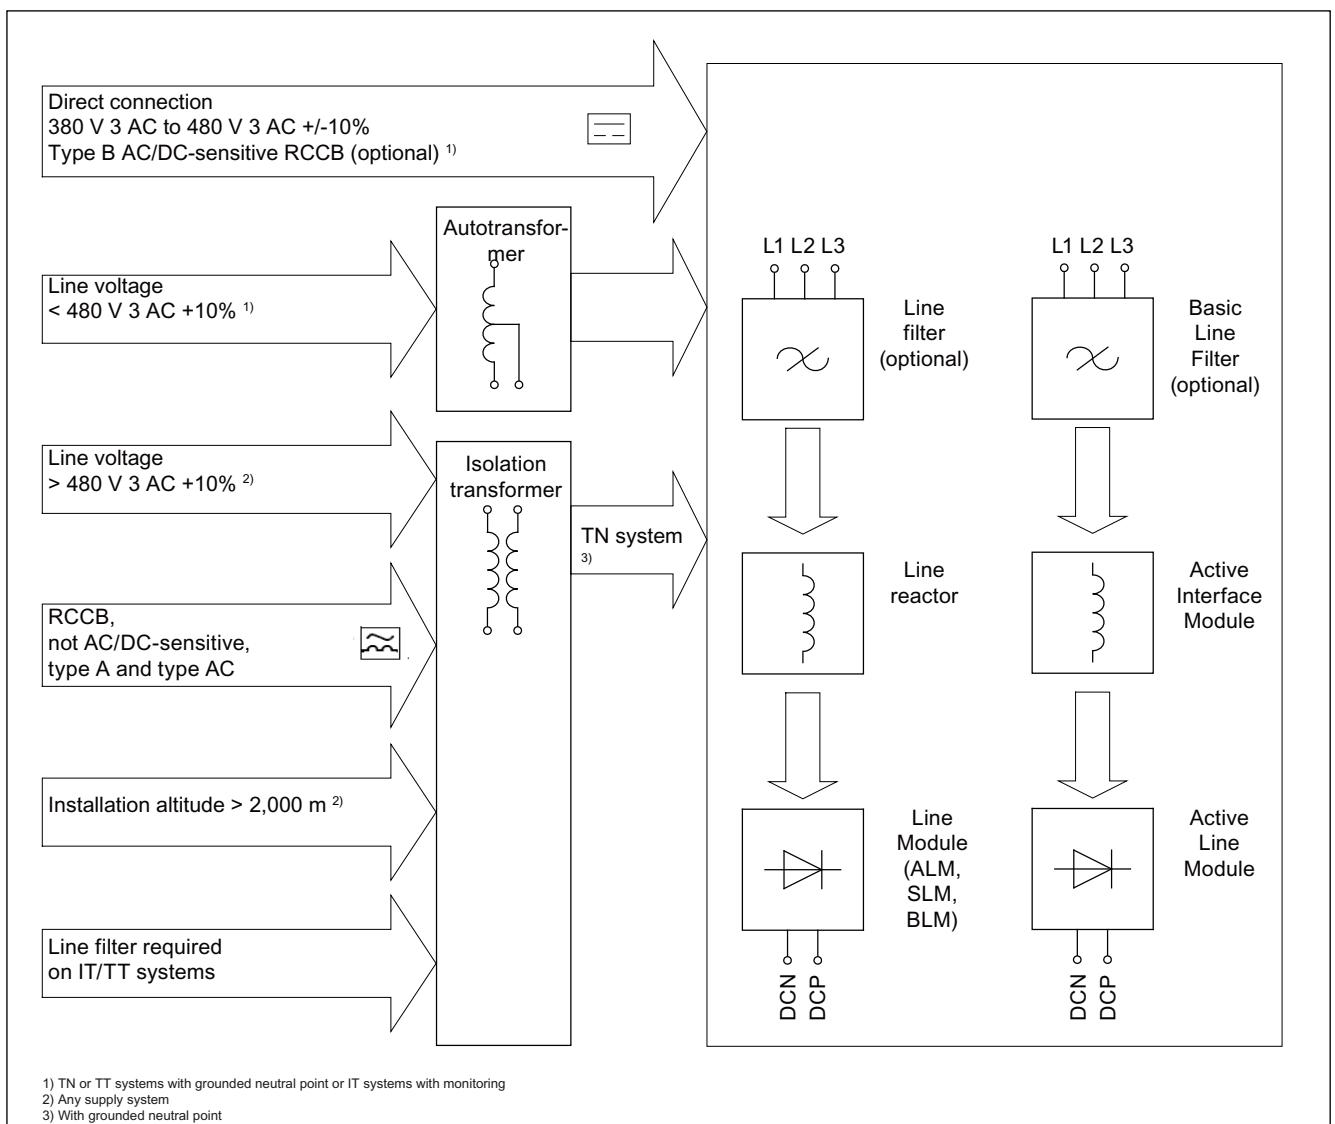 Direct connection
380 V 3 AC to 480 V 3 AC +/-10%
Type B AC/DC-sensitive RCCB (optional) 1)
Autotransfor-
mer
Line voltage
< 480 V 3 AC +10% 1)
Line voltage
> 480 V 3 AC +10% 2)
Isolation
transformer
TN system
3)
RCCB,
not AC/DC-sensitive,
type A and type AC
Installation altitude > 2,000 m 2)
Line filter required
on IT/TT systems
L1 L2 L3
Line
filter
(optional)
Line
reactor
Line
Module
(ALM,
SLM,
BLM)
DCN
DCP
L1 L2 L3
Basic
Line
Filter
(optional)
Active
Interface
Module
Active
Line
Module
DCN
DCP
1) TN or TT systems with grounded neutral point or IT systems with monitoring
2) Any supply system
3) With grounded neutral point